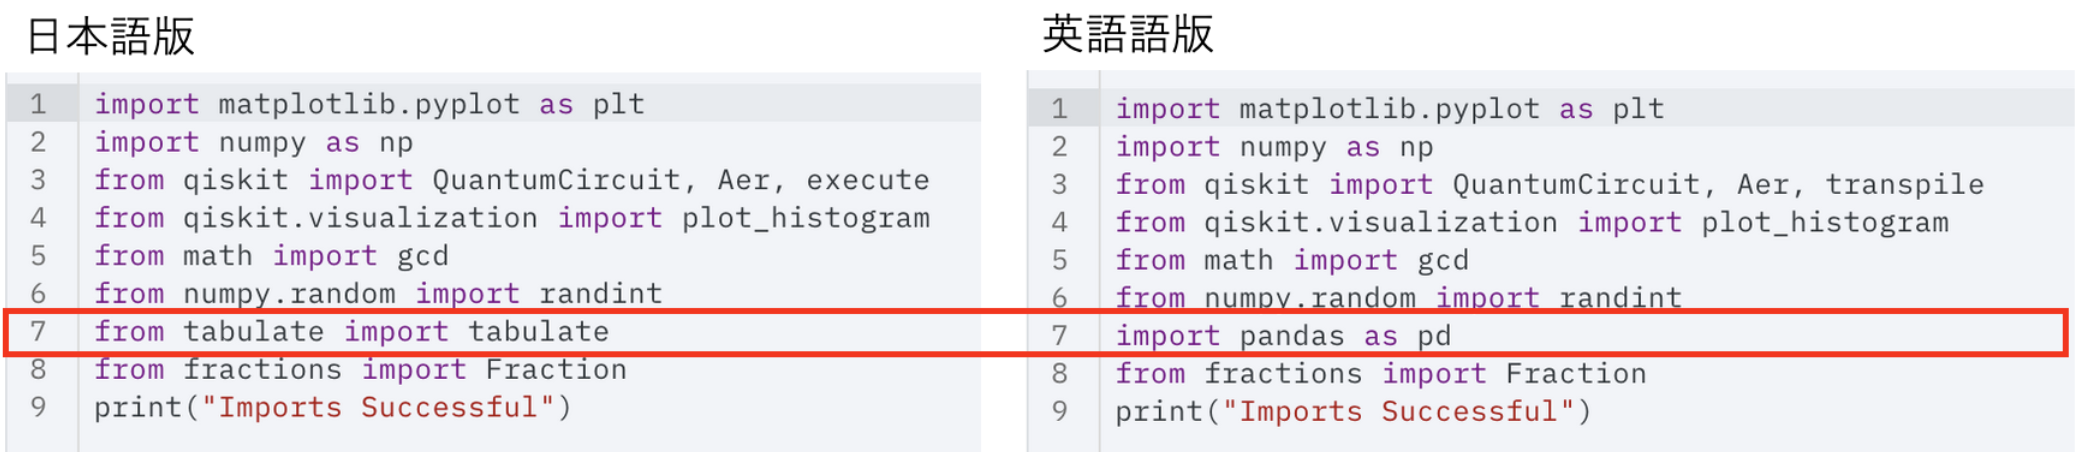 日本語版
1 import matplotlib.pyplot as plt
2 import numpy as np
3 from qiskit import QuantumCircuit, Aer, execute
4 from qiskit.visualization import plot_histogram
5 from math import gcd
6 from numpy.random import randint
7 from tabulate import tabulate
8 from fractions import Fraction
9 print("Imports Successful")
英語語版
1 import matplotlib.pyplot as plt
2 import numpy as np
3 from qiskit import QuantumCircuit, Aer, transpile
4 from qiskit.visualization import plot_histogram
5 from math import gcd
6 from numpy.random import randint
7 import pandas as pd
8 from fractions import Fraction
9 print("Imports Successful")